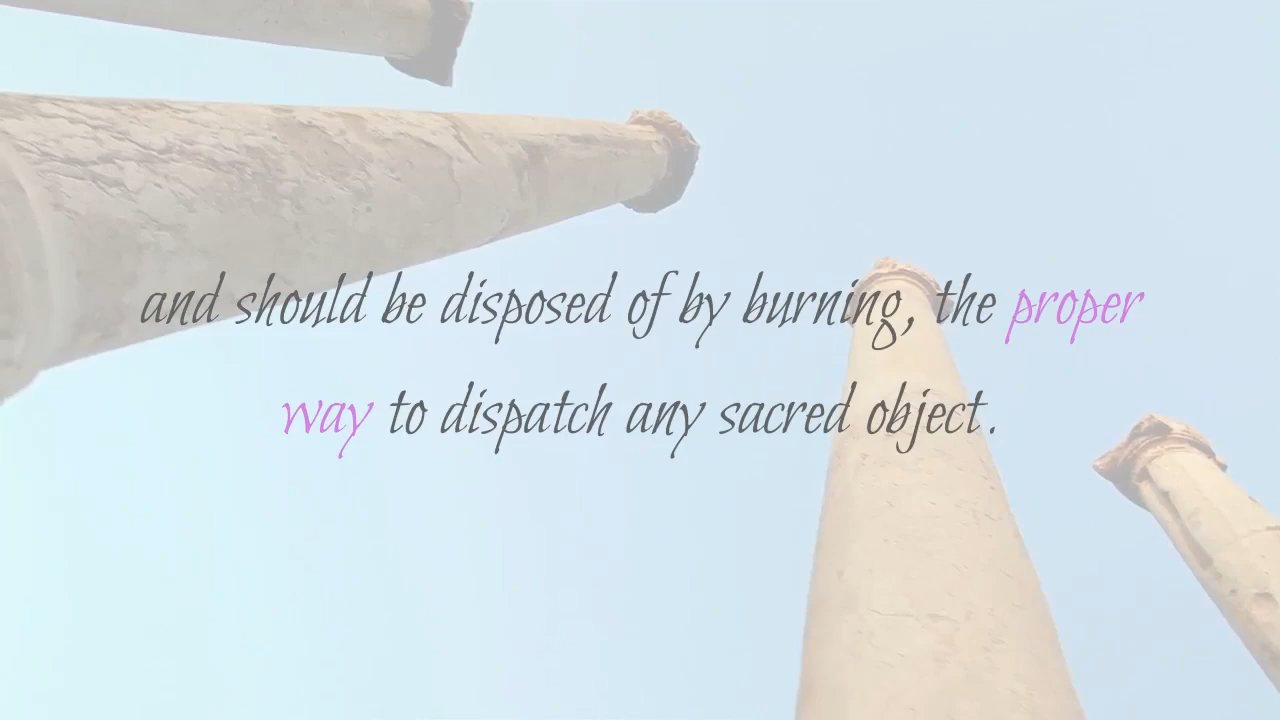 and should be disposed of by burning, the proper
way to dispatch any sacred object.